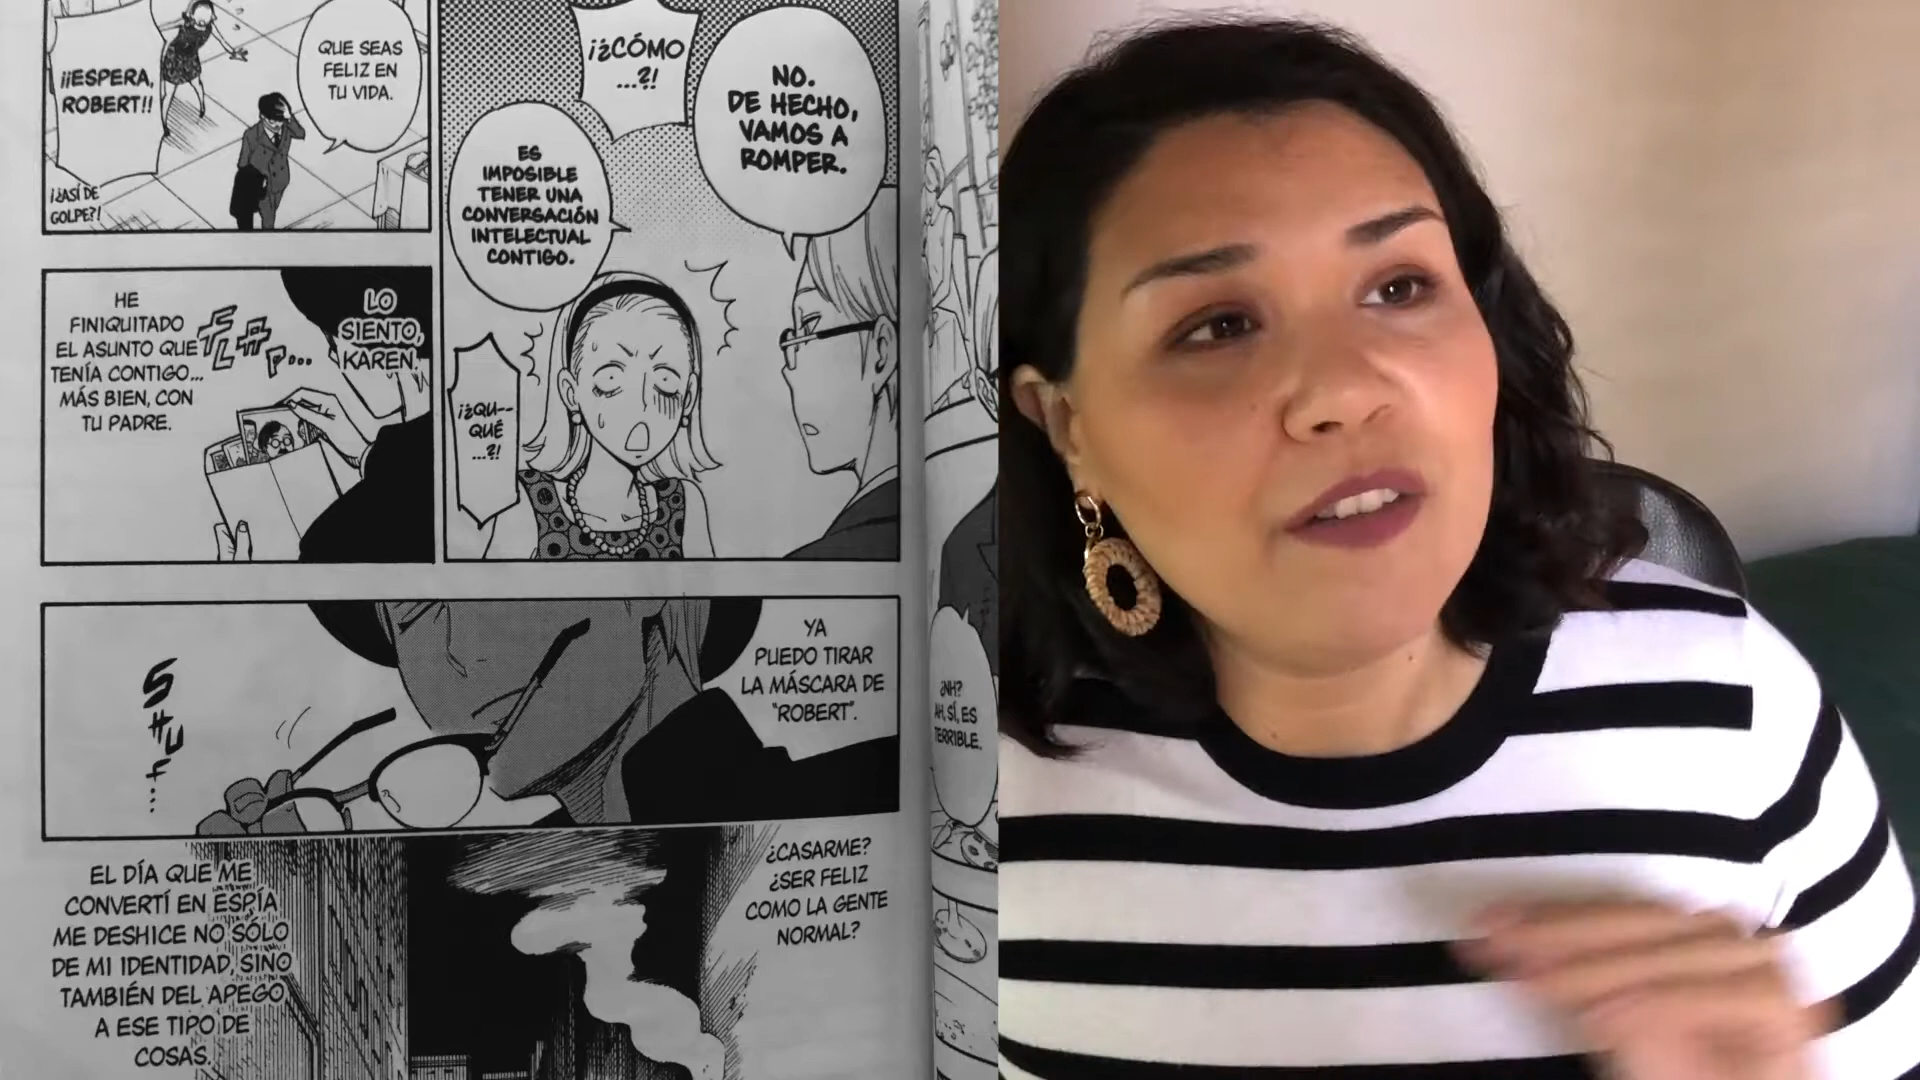 ¿NH?
AH, SÍ, ES
TERRIBLE.
NO.
DE HECHO,
VAMOS A
ROMPER.
¡¿CÓMO
...?!
ES
IMPOSIBLE
TENER UNA
CONVERSACIÓN
INTELECTUAL
CONTIGO.
¡¿QU--
QUÉ
...?!
QUE SEAS
FELIZ EN
TU VIDA.
¡¡ESPERA,
ROBERT!!
¡¿ASÍ DE
GOLPE?!
LO
SIENTO,
KAREN.
FLAP...
HE
FINIQUITADO
EL ASUNTO QUE
TENÍA CONTIGO...
MÁS BIEN, CON
TU PADRE.
YA
PUEDO TIRAR
LA MÁSCARA DE
"ROBERT".
SHUF...
¿CASARME?
¿SER FELIZ
COMO LA GENTE
NORMAL?
EL DÍA QUE ME
CONVERTÍ EN ESPÍA
ME DESHICE NO SÓLO
DE MI IDENTIDAD, SINO
TAMBIÉN DEL APEGO
A ESE TIPO DE
COSAS.